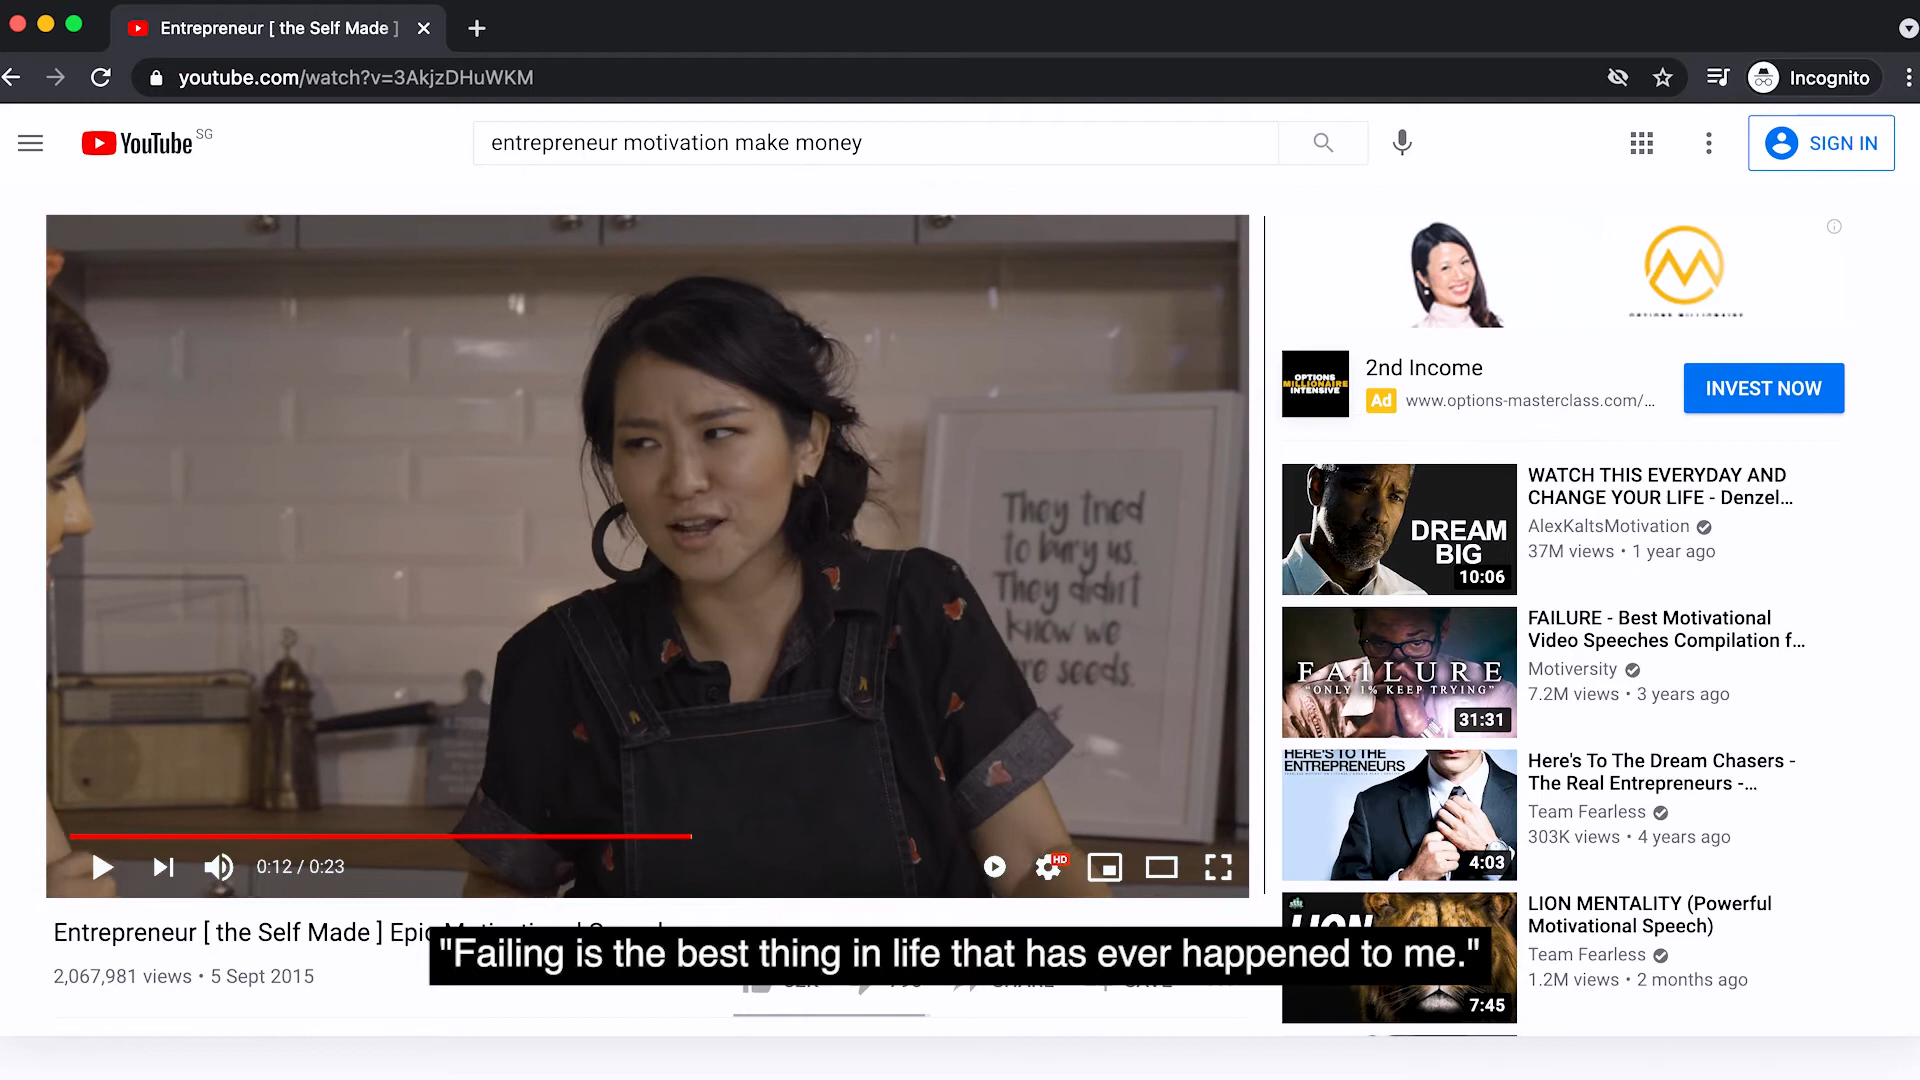 Entrepreneur [ the Self Made ]
youtube.com/watch?v=3AkjzDHuWKM
Incognito
YouTube SG
entrepreneur motivation make money
SIGN IN
They tried
to bury us.
They didn't
know we
re seeds.
0:12 / 0:23
HD
Entrepreneur [ the Self Made ] Epic
2,067,981 views • 5 Sept 2015
"Failing is the best thing in life that has ever happened to me."
OPTIONS MILLIONAIRE
OPTIONS
MILLIONAIRE
INTENSIVE
2nd Income
Ad www.options-masterclass.com/...
INVEST NOW
DREAM
BIG
10:06
WATCH THIS EVERYDAY AND
CHANGE YOUR LIFE - Denzel...
AlexKaltsMotivation
37M views • 1 year ago
FAILURE
"ONLY 1% KEEP TRYING"
31:31
FAILURE - Best Motivational
Video Speeches Compilation f...
Motiversity
7.2M views • 3 years ago
HERE'S TO THE
ENTREPRENEURS
4:03
Here's To The Dream Chasers -
The Real Entrepreneurs -...
Team Fearless
303K views • 4 years ago
LION
7:45
LION MENTALITY (Powerful
Motivational Speech)
Team Fearless
1.2M views • 2 months ago